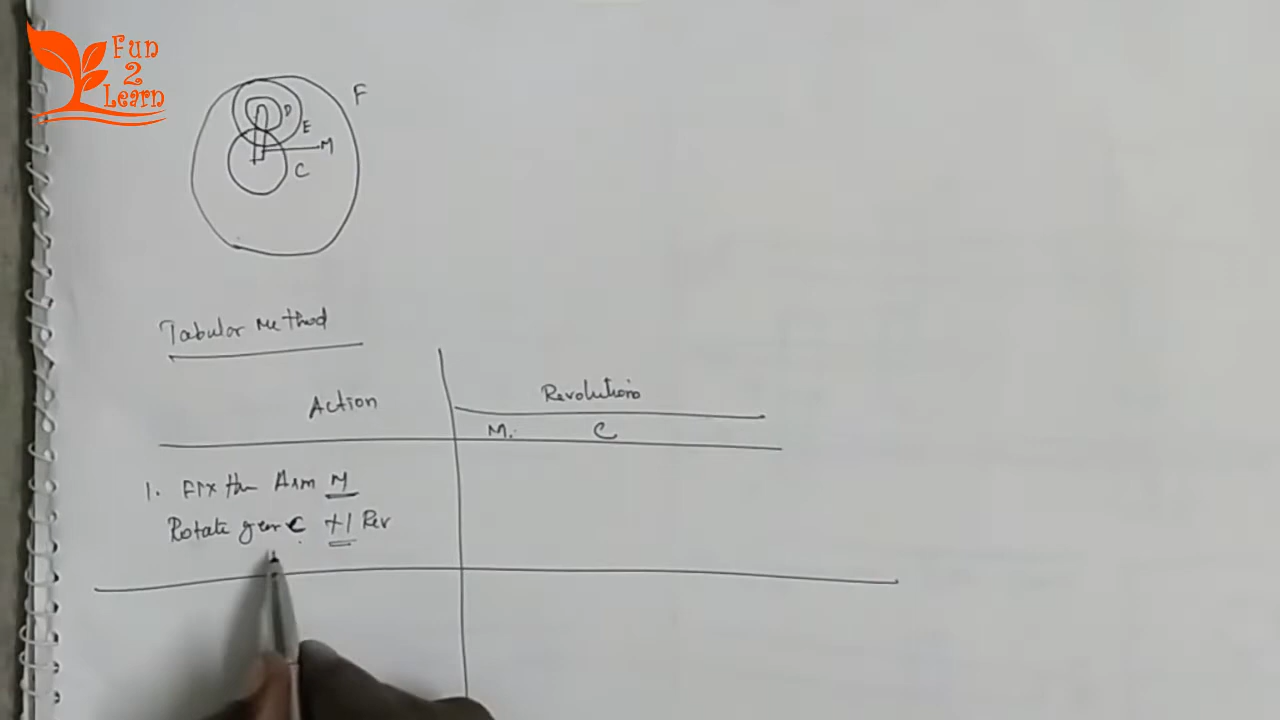 Fun
2
Learn
F
D
E
M
C
Tabular Method
Action
Revolutions
M. C
1. Fix the Arm M
Rotate gear C +1 Rev